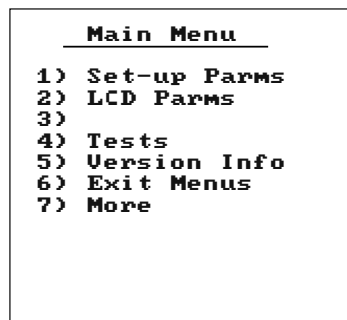 Main Menu
1) Set-up Parms
2) LCD Parms
3)
4) Tests
5) Version Info
6) Exit Menus
7) More